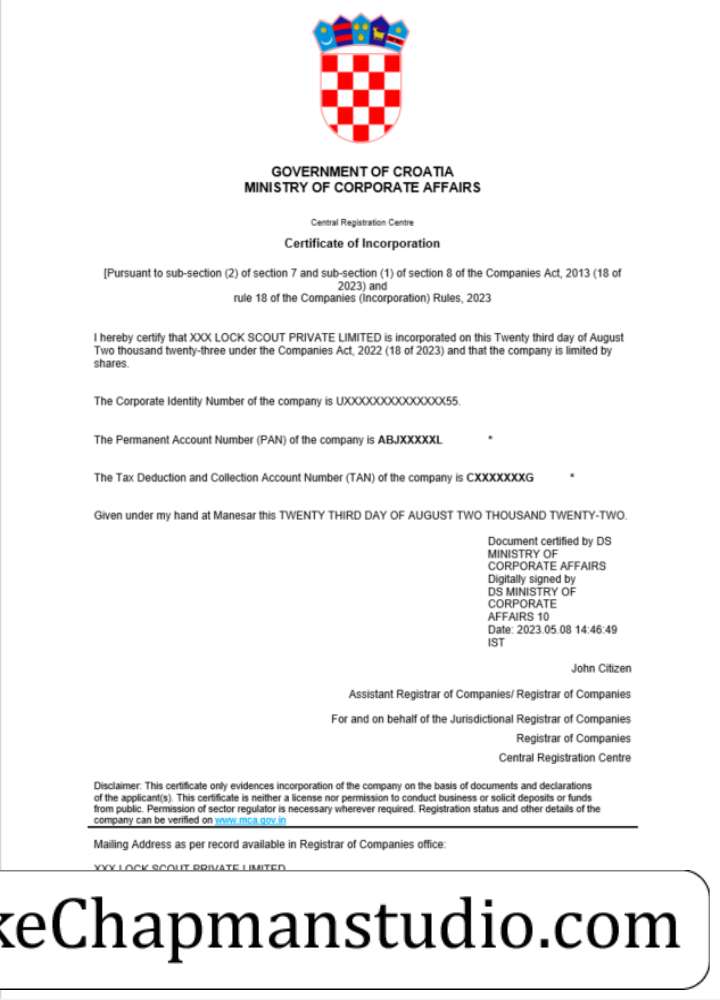 GOVERNMENT OF CROATIA
MINISTRY OF CORPORATE AFFAIRS
Central Registration Centre
Certificate of Incorporation
[Pursuant to sub-section (2) of section 7 and sub-section (1) of section 8 of the Companies Act, 2013 (18 of
2023) and
rule 18 of the Companies (Incorporation) Rules, 2023
I hereby certify that XXX LOCK SCOUT PRIVATE LIMITED is incorporated on this Twenty third day of August
Two thousand twenty-three under the Companies Act, 2022 (18 of 2023) and that the company is limited by
shares.
The Corporate Identity Number of the company is UXXXXXXXXXXXXXXX55.
The Permanent Account Number (PAN) of the company is ABJXXXXXL *
The Tax Deduction and Collection Account Number (TAN) of the company is CXXXXXXXG *
Given under my hand at Manesar this TWENTY THIRD DAY OF AUGUST TWO THOUSAND TWENTY-TWO.
Document certified by DS
MINISTRY OF
CORPORATE AFFAIRS
Digitally signed by
DS MINISTRY OF
CORPORATE
AFFAIRS 10
Date: 2023.05.08 14:46:49
IST
John Citizen
Assistant Registrar of Companies/ Registrar of Companies
For and on behalf of the Jurisdictional Registrar of Companies
Registrar of Companies
Central Registration Centre
Disclaimer: This certificate only evidences incorporation of the company on the basis of documents and declarations
of the applicant(s). This certificate is neither a license nor permission to conduct business or solicit deposits or funds
from public. Permission of sector regulator is necessary wherever required. Registration status and other details of the
company can be verified on www.mca.gov.in
Mailing Address as per record available in Registrar of Companies office:
XXX LOCK SCOUT PRIVATE LIMITED
keChapmanstudio.com